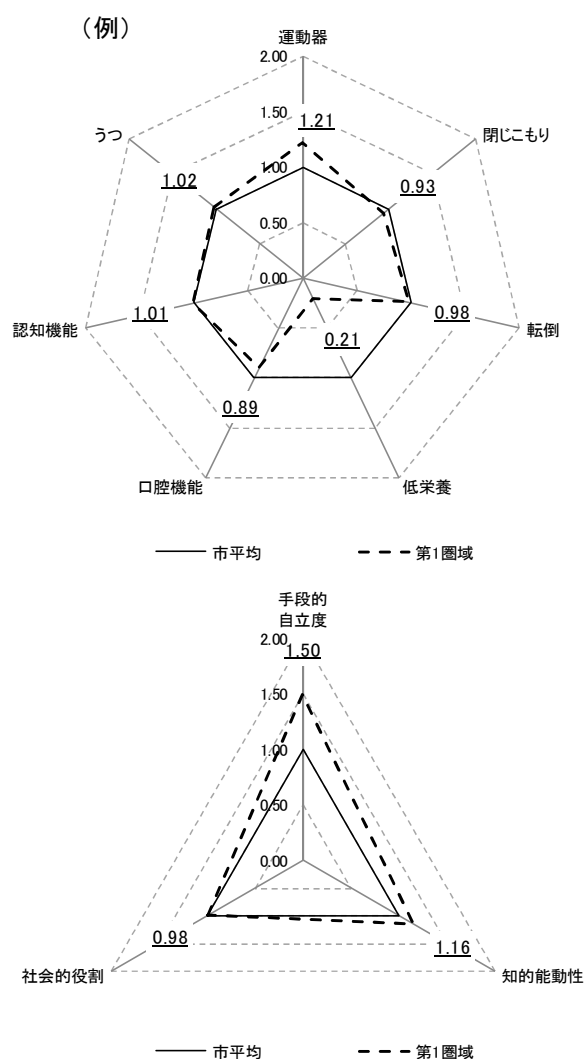 （例）
運動器
2.00
1.50
1.21
1.00
0.50
0.00
閉じこもり
0.93
転倒
0.98
低栄養
0.21
口腔機能
0.89
認知機能
1.01
うつ
1.02
市平均 第1圏域
手段的
自立度
2.00
1.50
1.50
1.00
0.50
0.00
知的能動性
1.16
社会的役割
0.98
市平均 第1圏域